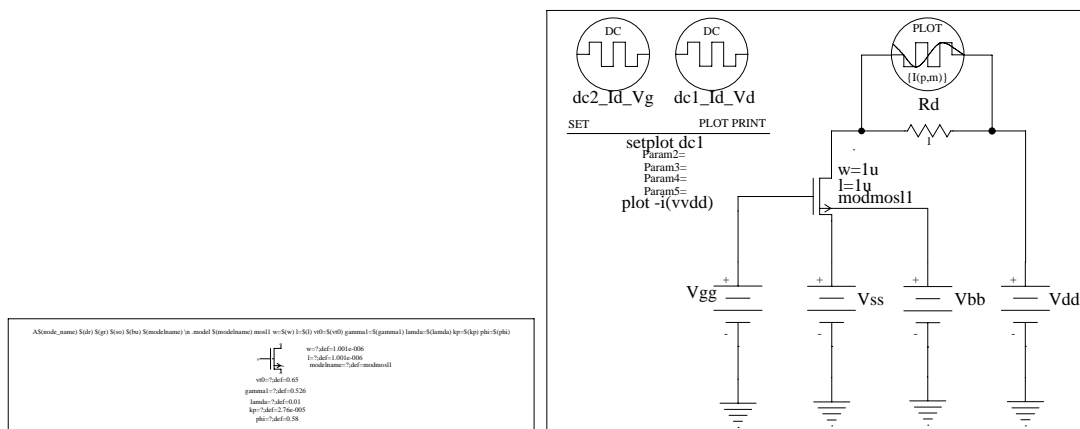 A$(node_name) $(dr) $(gr) $(so) $(bu) $(modelname) \n .model $(modelname) mosl1 w=$(w) l=$(l) vt0=$(vt0) gamma1=$(gamma1) lamda=$(lamda) kp=$(kp) phi=$(phi)
w=?;def=1.001e-006
l=?;def=1.001e-006
modelname=?;def=modmosl1
vt0=?;def=0.65
gamma1=?;def=0.526
lamda=?;def=0.01
kp=?;def=2.76e-005
phi=?;def=0.58
DC
DC
PLOT
{I(p,m)}
dc2_Id_Vg
dc1_Id_Vd
Rd
1
SET
PLOT PRINT
setplot dc1
Param2=
Param3=
Param4=
Param5=
plot -i(vvdd)
w=1u
l=1u
modmosl1
+
+
+
+
Vgg
Vss
Vbb
Vdd
-
-
-
-